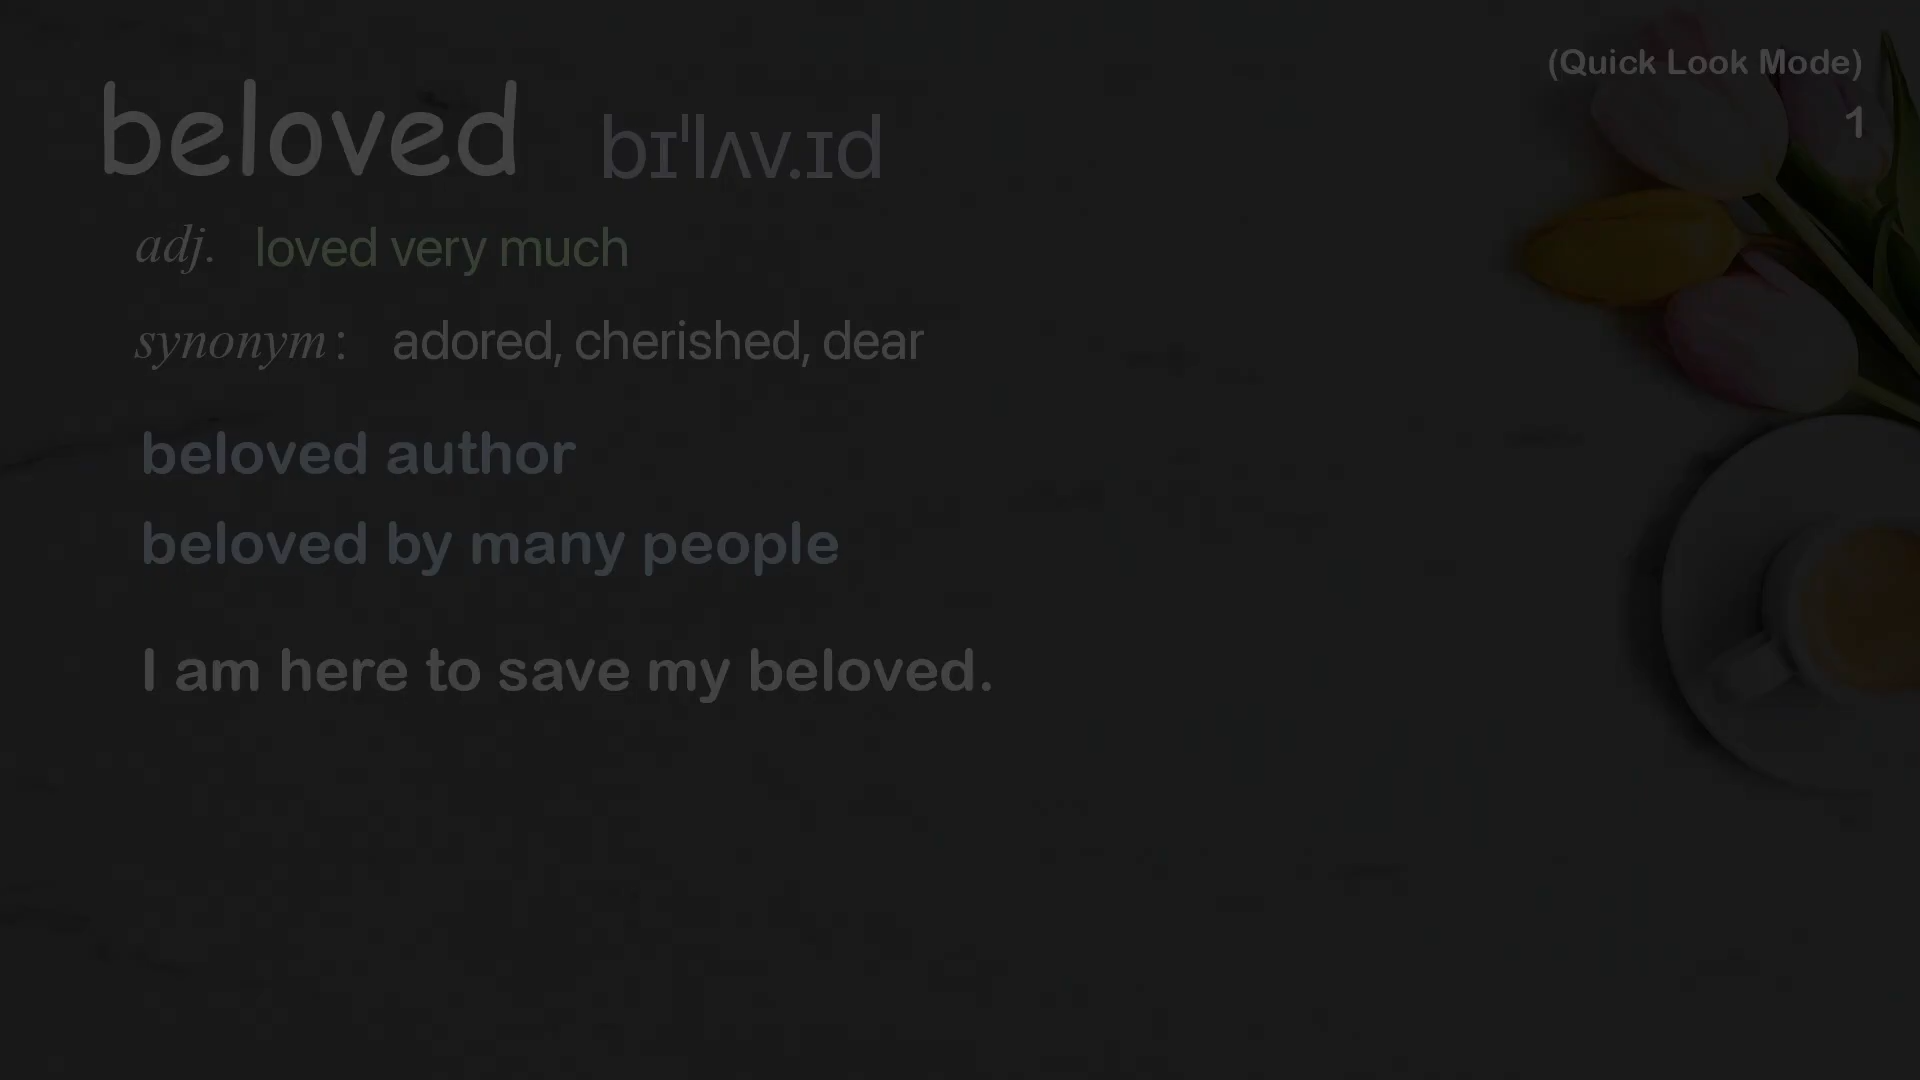 (Quick Look Mode)
1
beloved bɪˈlʌv.ɪd
adj. loved very much
synonym: adored, cherished, dear
beloved author
beloved by many people
I am here to save my beloved.